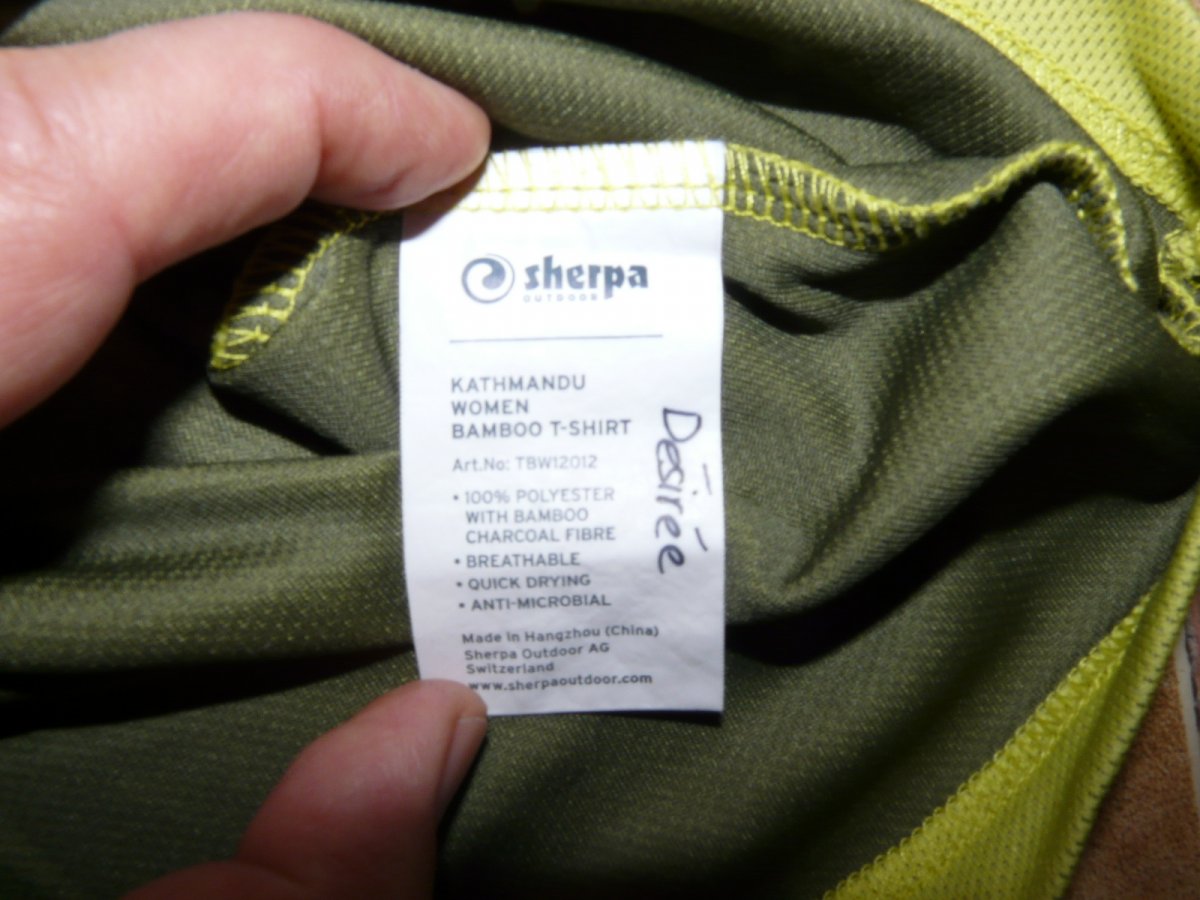 sherpa
OUTDOOR
KATHMANDU
WOMEN
BAMBOO T-SHIRT
Art.No: TBW12012
• 100% POLYESTER
WITH BAMBOO
CHARCOAL FIBRE
• BREATHABLE
• QUICK DRYING
• ANTI-MICROBIAL
Made in Hangzhou (China)
Sherpa Outdoor AG
Switzerland
www.sherpaoutdoor.com
Désirée